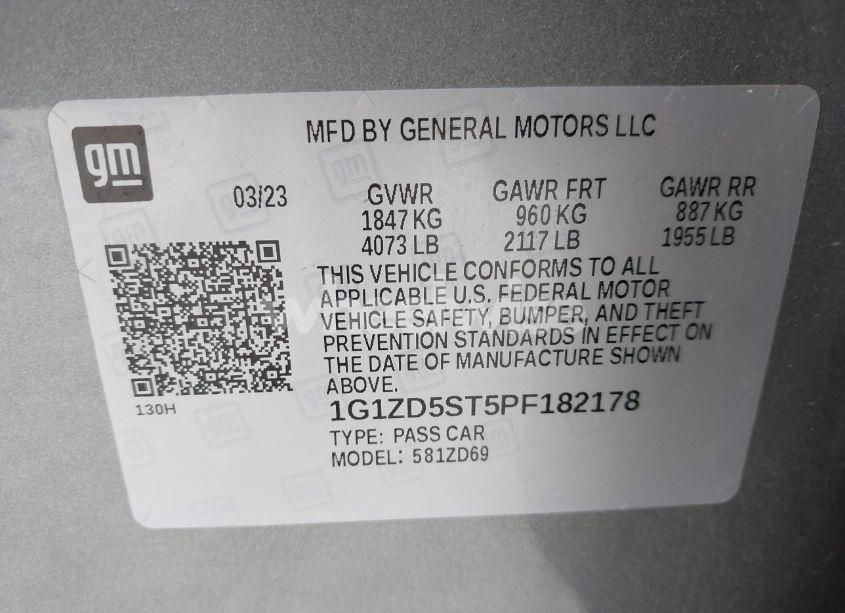 MFD BY GENERAL MOTORS LLC
gm
03/23
GVWR GAWR FRT GAWR RR
1847 KG 960 KG 887 KG
4073 LB 2117 LB 1955 LB
THIS VEHICLE CONFORMS TO ALL
APPLICABLE U.S. FEDERAL MOTOR
VEHICLE SAFETY, BUMPER, AND THEFT
PREVENTION STANDARDS IN EFFECT ON
THE DATE OF MANUFACTURE SHOWN
ABOVE.
130H
1G1ZD5ST5PF182178
TYPE: PASS CAR
MODEL: 581ZD69